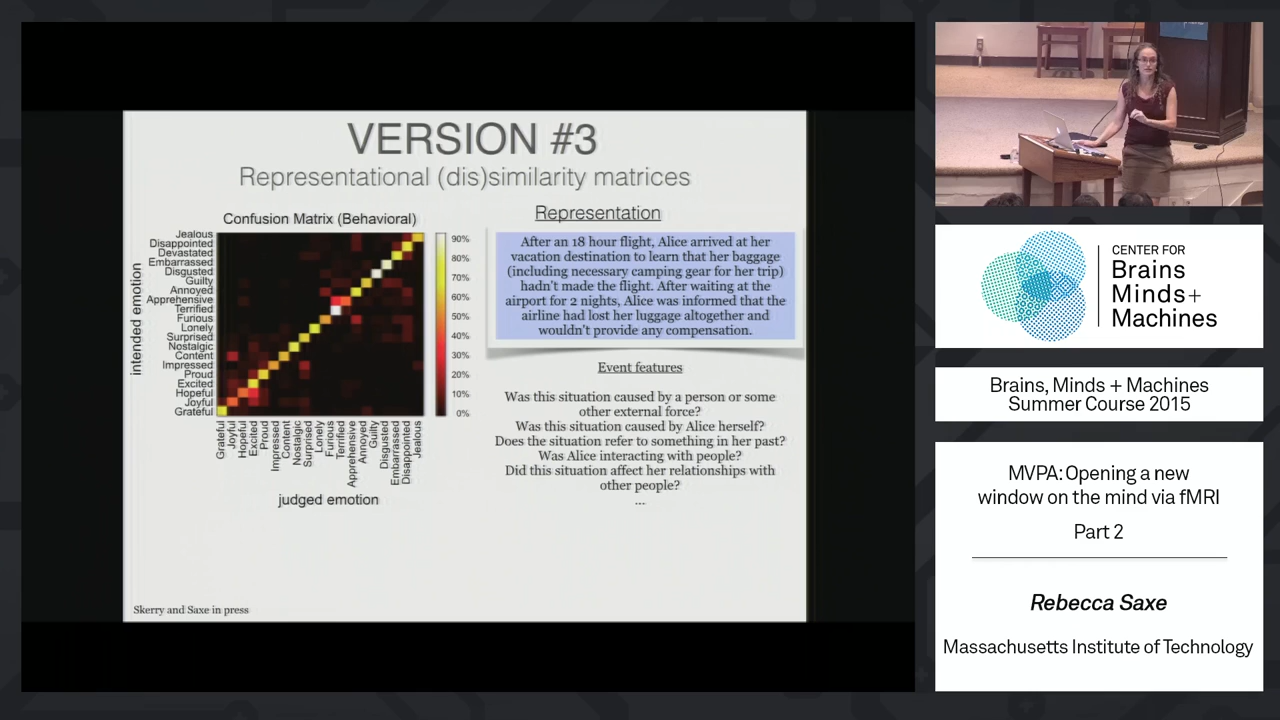 VERSION #3
Representational (dis)similarity matrices
Confusion Matrix (Behavioral)
intended emotion
Jealous
Disappointed
Devastated
Embarrassed
Disgusted
Guilty
Annoyed
Apprehensive
Terrified
Furious
Lonely
Surprised
Nostalgic
Content
Impressed
Proud
Excited
Hopeful
Joyful
Grateful
90%
80%
70%
60%
50%
40%
30%
20%
10%
0%
Grateful
Joyful
Hopeful
Excited
Proud
Impressed
Content
Nostalgic
Surprised
Lonely
Furious
Terrified
Apprehensive
Annoyed
Guilty
Disgusted
Embarrassed
Disappointed
Jealous
judged emotion
Representation
After an 18 hour flight, Alice arrived at her
vacation destination to learn that her baggage
(including necessary camping gear for her trip)
hadn't made the flight. After waiting at the
airport for 2 nights, Alice was informed that the
airline had lost her luggage altogether and
wouldn't provide any compensation.
Event features
Was this situation caused by a person or some
other external force?
Was this situation caused by Alice herself?
Does the situation refer to something in her past?
Was Alice interacting with people?
Did this situation affect her relationships with
other people?
...
Skerry and Saxe in press
CENTER FOR
Brains
Minds+
Machines
Brains, Minds + Machines
Summer Course 2015
MVPA: Opening a new
window on the mind via fMRI
Part 2
Rebecca Saxe
Massachusetts Institute of Technology